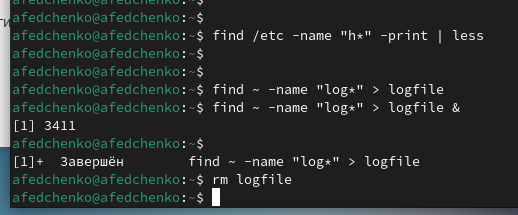 afedchenko@afedchenko:~$
afedchenko@afedchenko:~$
afedchenko@afedchenko:~$ find /etc -name "h*" -print | less
afedchenko@afedchenko:~$
afedchenko@afedchenko:~$
afedchenko@afedchenko:~$ find ~ -name "log*" > logfile
afedchenko@afedchenko:~$ find ~ -name "log*" > logfile &
[1] 3411
afedchenko@afedchenko:~$
[1]+  Завершён        find ~ -name "log*" > logfile
afedchenko@afedchenko:~$ rm logfile
afedchenko@afedchenko:~$